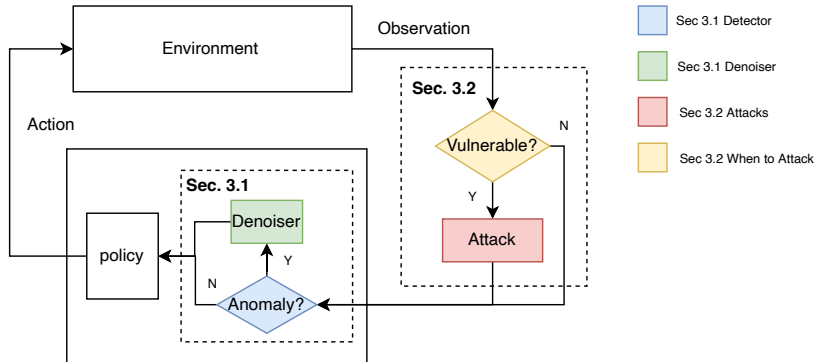 Environment
Observation
Sec 3.1 Detector
Sec 3.1 Denoiser
Sec 3.2 Attacks
Sec 3.2 When to Attack
Sec. 3.2
Vulnerable?
N
Y
Attack
Action
Sec. 3.1
Denoiser
policy
Y
N
Anomaly?